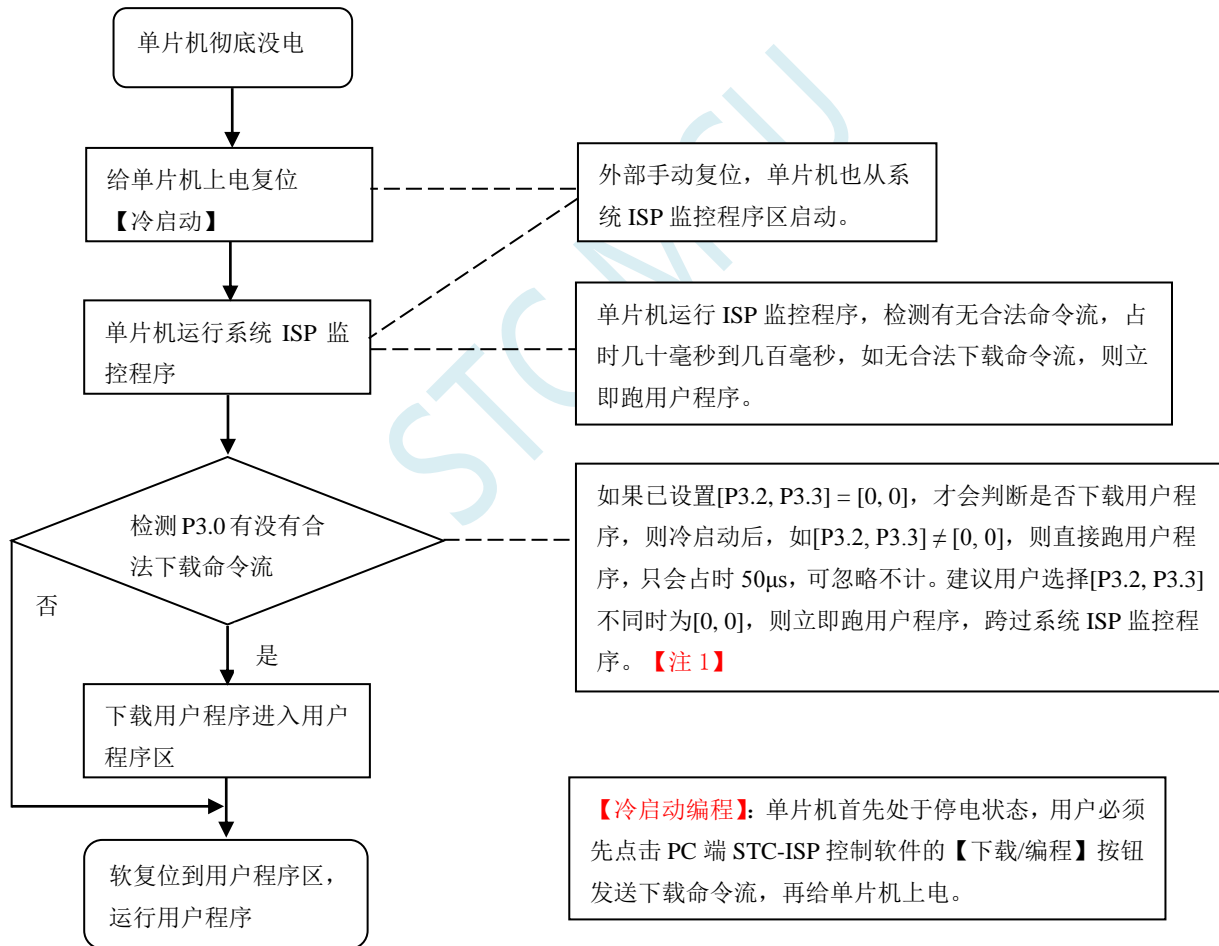 单片机彻底没电
给单片机上电复位
【冷启动】
外部手动复位，单片机也从系
统 ISP 监控程序区启动。
单片机运行系统 ISP 监
控程序
单片机运行 ISP 监控程序，检测有无合法命令流，占
时几十毫秒到几百毫秒，如无合法下载命令流，则立
即跑用户程序。
检测 P3.0 有没有合
法下载命令流
如果已设置[P3.2, P3.3] = [0, 0]，才会判断是否下载用户程
序，则冷启动后，如[P3.2, P3.3] ≠ [0, 0]，则直接跑用户程
序，只会占时 50μs，可忽略不计。建议用户选择[P3.2, P3.3]
不同时为[0, 0]，则立即跑用户程序，跨过系统 ISP 监控程
序。【注 1】
否
是
下载用户程序进入用户
程序区
【冷启动编程】：单片机首先处于停电状态，用户必须
先点击 PC 端 STC-ISP 控制软件的【下载/编程】按钮
发送下载命令流，再给单片机上电。
软复位到用户程序区，
运行用户程序
STC MCU